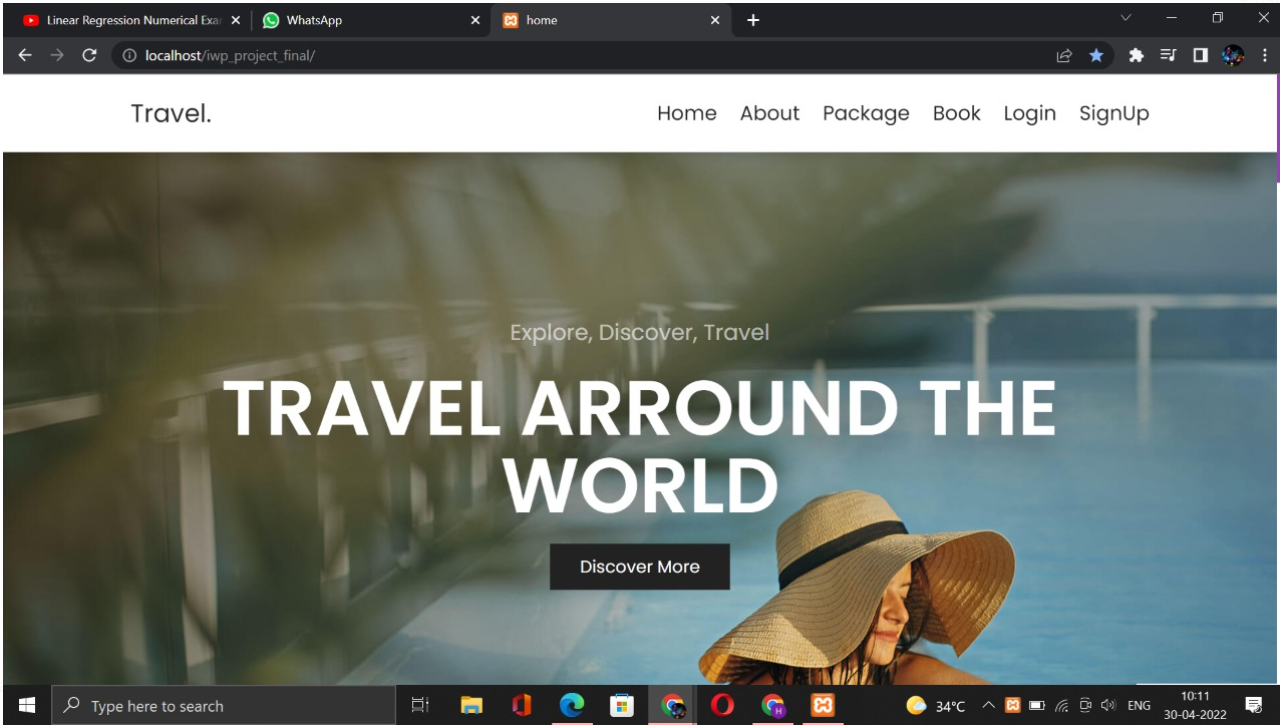 Linear Regression Numerical Exar
WhatsApp
home
localhost/iwp_project_final/
Travel.
Home About Package Book Login SignUp
Explore, Discover, Travel
TRAVEL ARROUND THE
WORLD
Discover More
Type here to search
34°C
ENG
10:11
30-04-2022